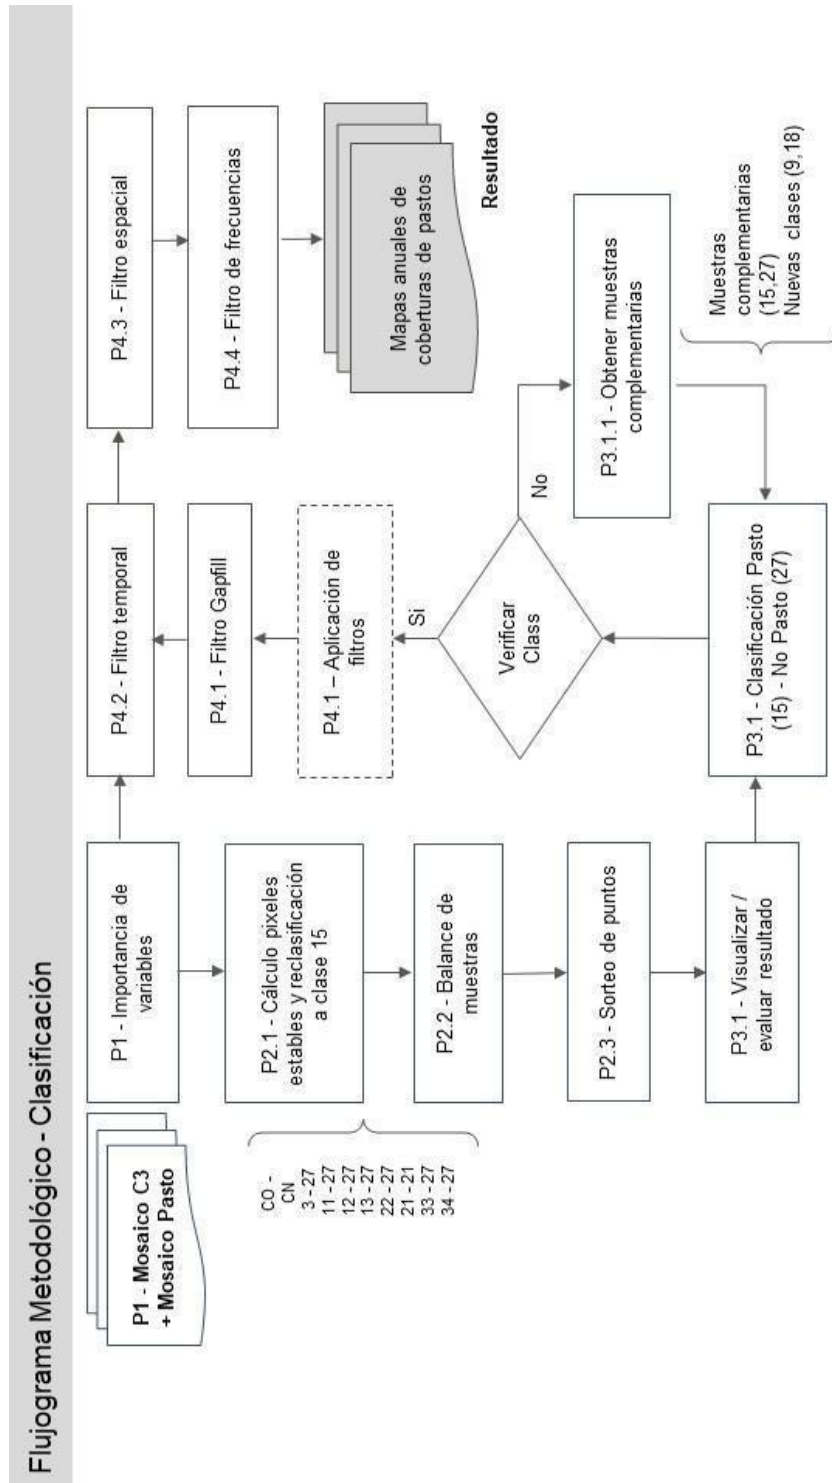 Flujograma Metodológico - Clasificación
P1 - Mosaico C3
+ Mosaico Pasto
P1 - Importancia de
variables
P2.1 - Cálculo pixeles
estables y reclasificación
a clase 15
CO -
CN
3 - 27
11 - 27
12 - 27
13 - 27
22 - 27
21 - 21
33 - 27
34 - 27
P2.2 - Balance de
muestras
P2.3 - Sorteo de puntos
P3.1 - Visualizar /
evaluar resultado
P3.1 - Clasificación Pasto
(15) - No Pasto (27)
Verificar
Class
No
P3.1.1 - Obtener muestras
complementarias
Muestras
complementarias
(15,27)
Nuevas clases (9,18)
Si
P4.1 – Aplicación de
filtros
P4.1 - Filtro Gapfill
P4.2 - Filtro temporal
P4.3 - Filtro espacial
P4.4 - Filtro de frecuencias
Mapas anuales de
coberturas de pastos
Resultado